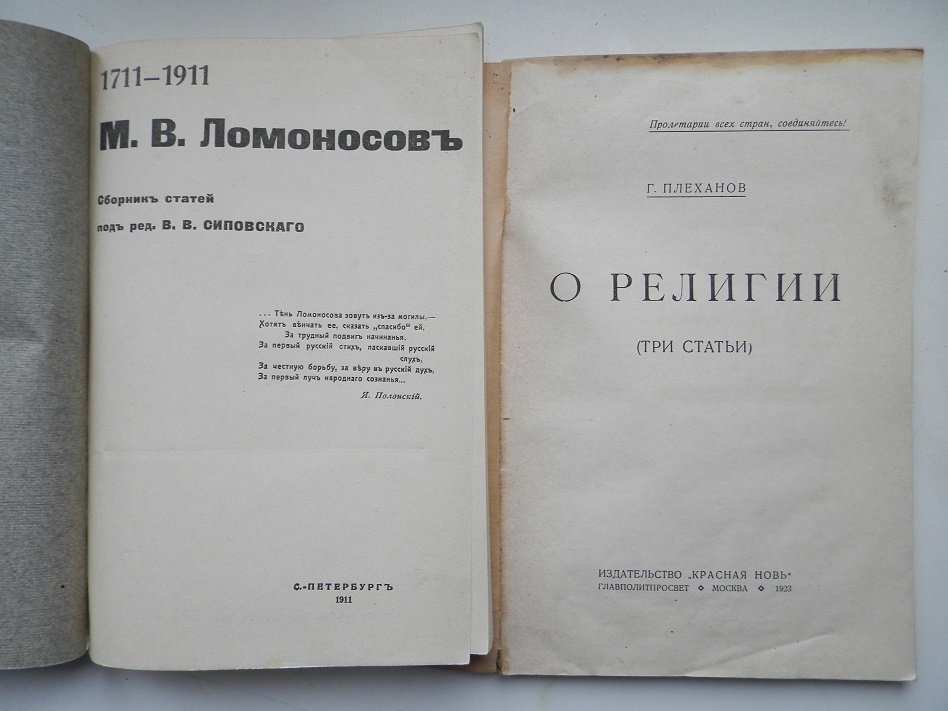 1711—1911
М. В. Ломоносовъ
Сборникъ статей
подъ ред. В. В. СИПОВСКАГО
. . . Тѣнь Ломоносова зовутъ изъ-за могилы,—
Хотятъ вѣнчать ее, сказать „спасибо“ ей,
За трудный подвигъ начинанья.
За первый русскій стихъ, ласкавшій русскій
слухъ,
За честную борьбу, за вѣру въ русскій духъ,
За первый лучъ народнаго сознанья...
Я. Полонскій.
С.-ПЕТЕРБУРГЪ
1911
Пролетарии всех стран, соединяйтесь!
Г. ПЛЕХАНОВ
О РЕЛИГИИ
(ТРИ СТАТЬИ)
ИЗДАТЕЛЬСТВО „КРАСНАЯ НОВЬ“
ГЛАВПОЛИТПРОСВЕТ ◇ МОСКВА ◇ 1923